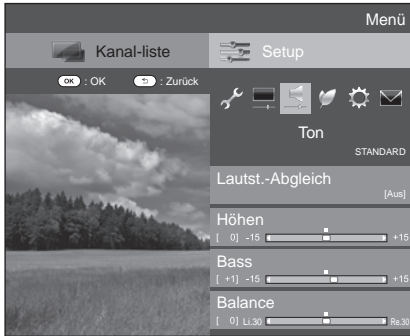 Menü
Kanal-liste
Setup
OK : OK
: Zurück
Ton
STANDARD
Lautst.-Abgleich
[Aus]
Höhen
[ 0] -15 +15
Bass
[ +1] -15 +15
Balance
[ 0] Li.30 Re.30